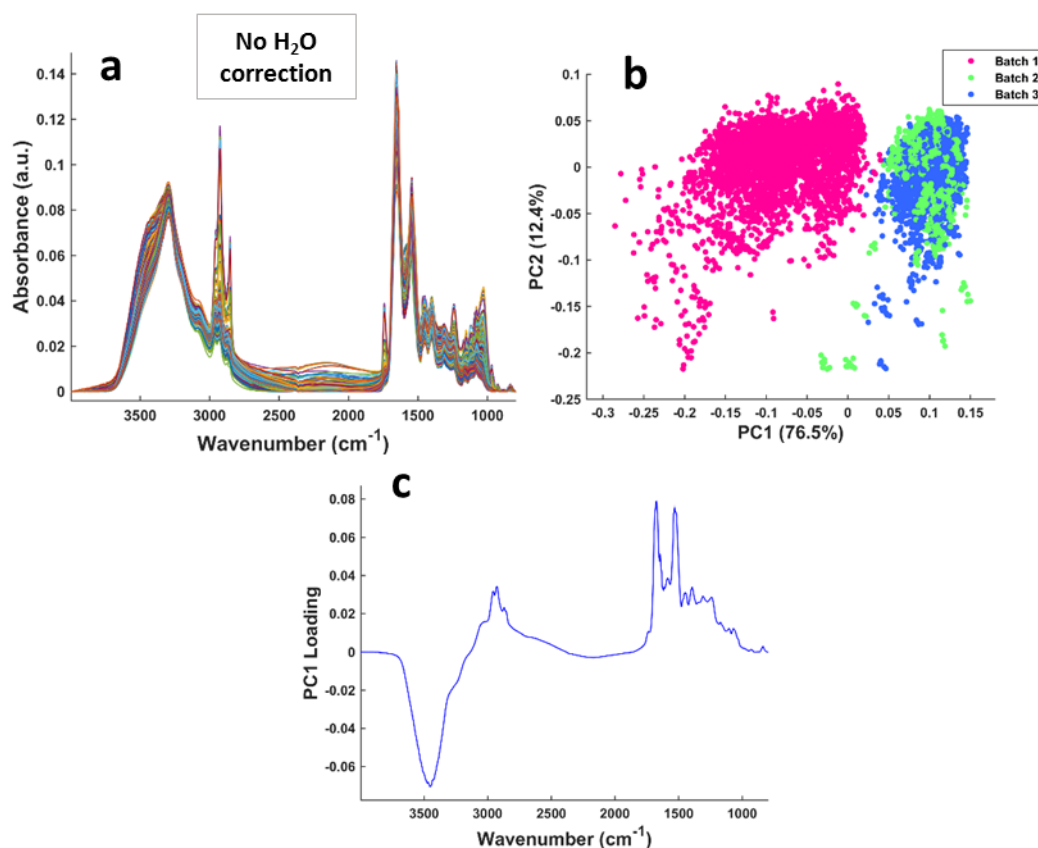 No H₂O
correction
a
0.14
0.12
0.1
0.08
0.06
0.04
0.02
0
Absorbance (a.u.)
3500 3000 2500 2000 1500 1000
Wavenumber (cm⁻¹)
b
Batch 1
Batch 2
Batch 3
0.1
0.05
0
-0.05
-0.1
-0.15
-0.2
-0.25
PC2 (12.4%)
-0.3 -0.25 -0.2 -0.15 -0.1 -0.05 0 0.05 0.1 0.15
PC1 (76.5%)
c
0.08
0.06
0.04
0.02
0
-0.02
-0.04
-0.06
PC1 Loading
3500 3000 2500 2000 1500 1000
Wavenumber (cm⁻¹)